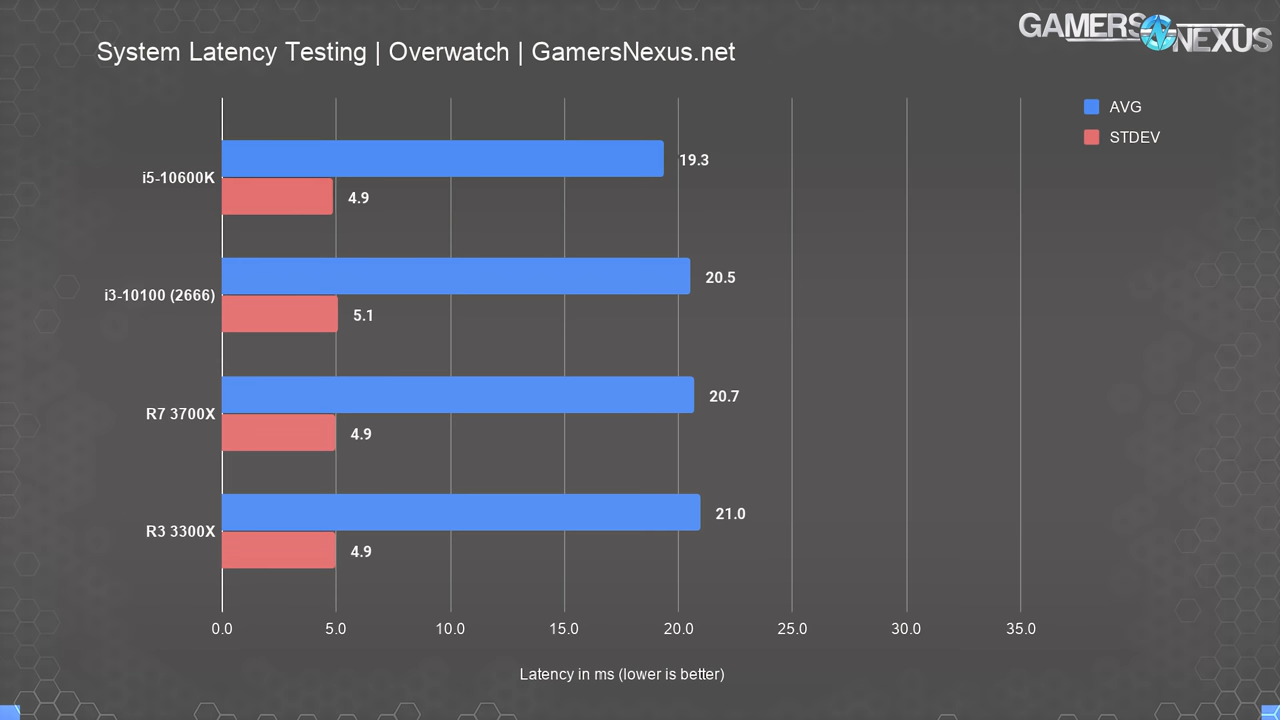 GAMERS NEXUS
System Latency Testing | Overwatch | GamersNexus.net
AVG
STDEV
i5-10600K
19.3
4.9
i3-10100 (2666)
20.5
5.1
R7 3700X
20.7
4.9
R3 3300X
21.0
4.9
0.0 5.0 10.0 15.0 20.0 25.0 30.0 35.0
Latency in ms (lower is better)